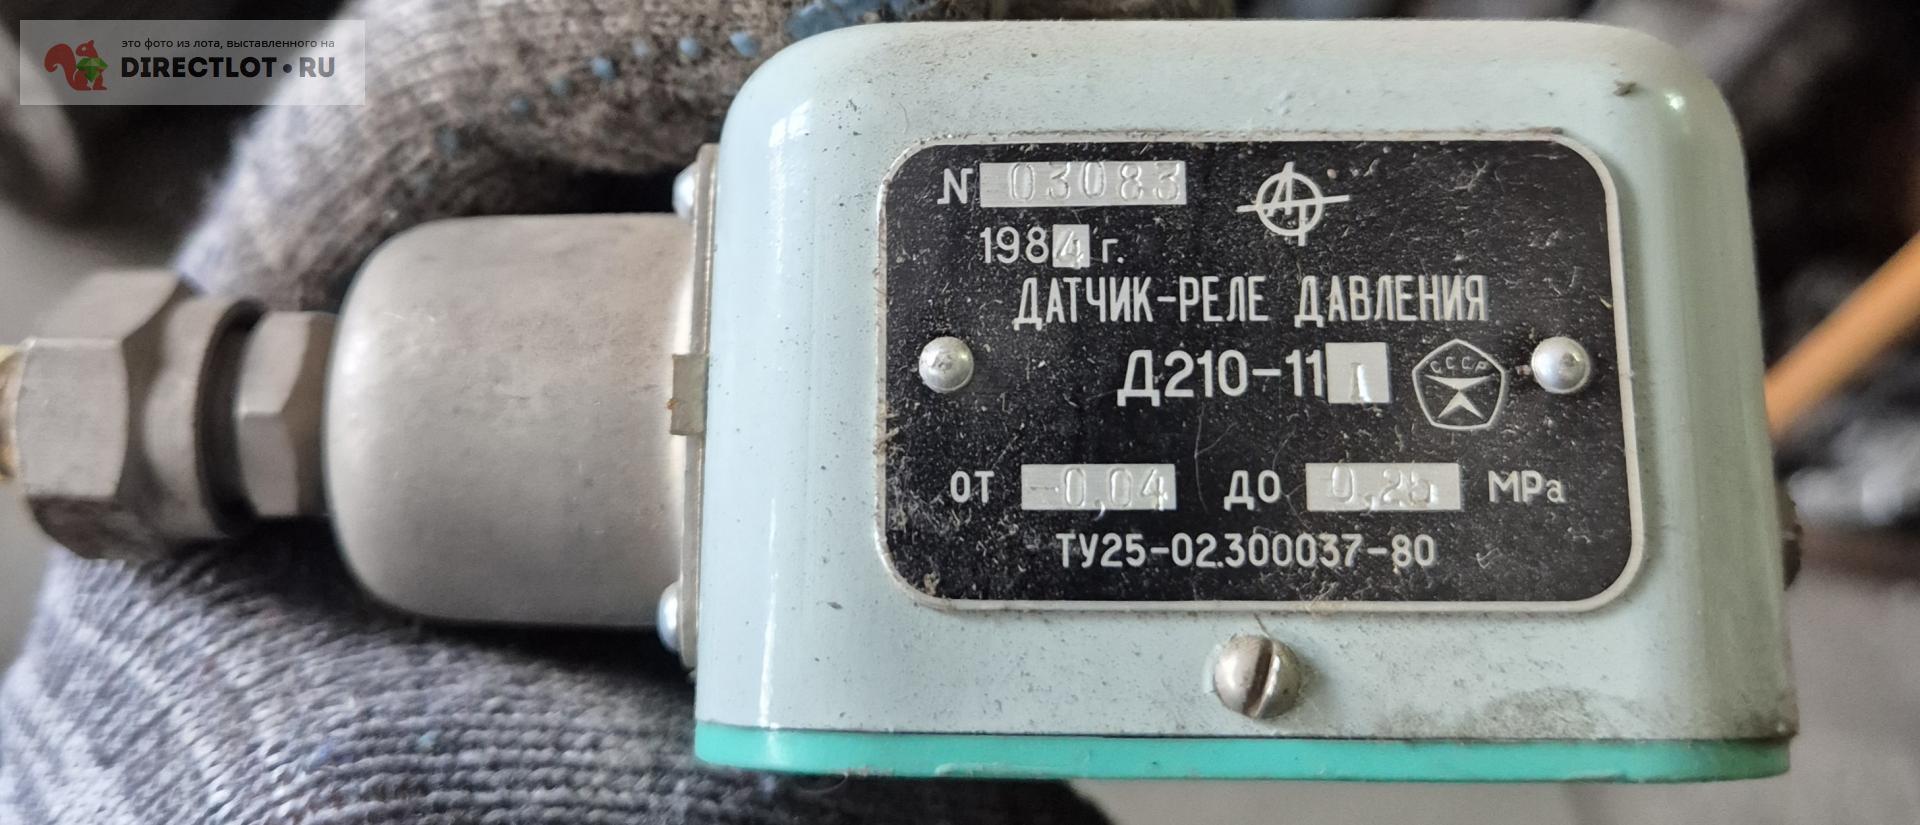 это фото из лота, выставленного на
DIRECTLOT•RU
N 03083
1984 г.
ДАТЧИК-РЕЛЕ ДАВЛЕНИЯ
Д210-11
СССР
ОТ -0,04 ДО 0,25 МРа
ТУ25-02.300037-80